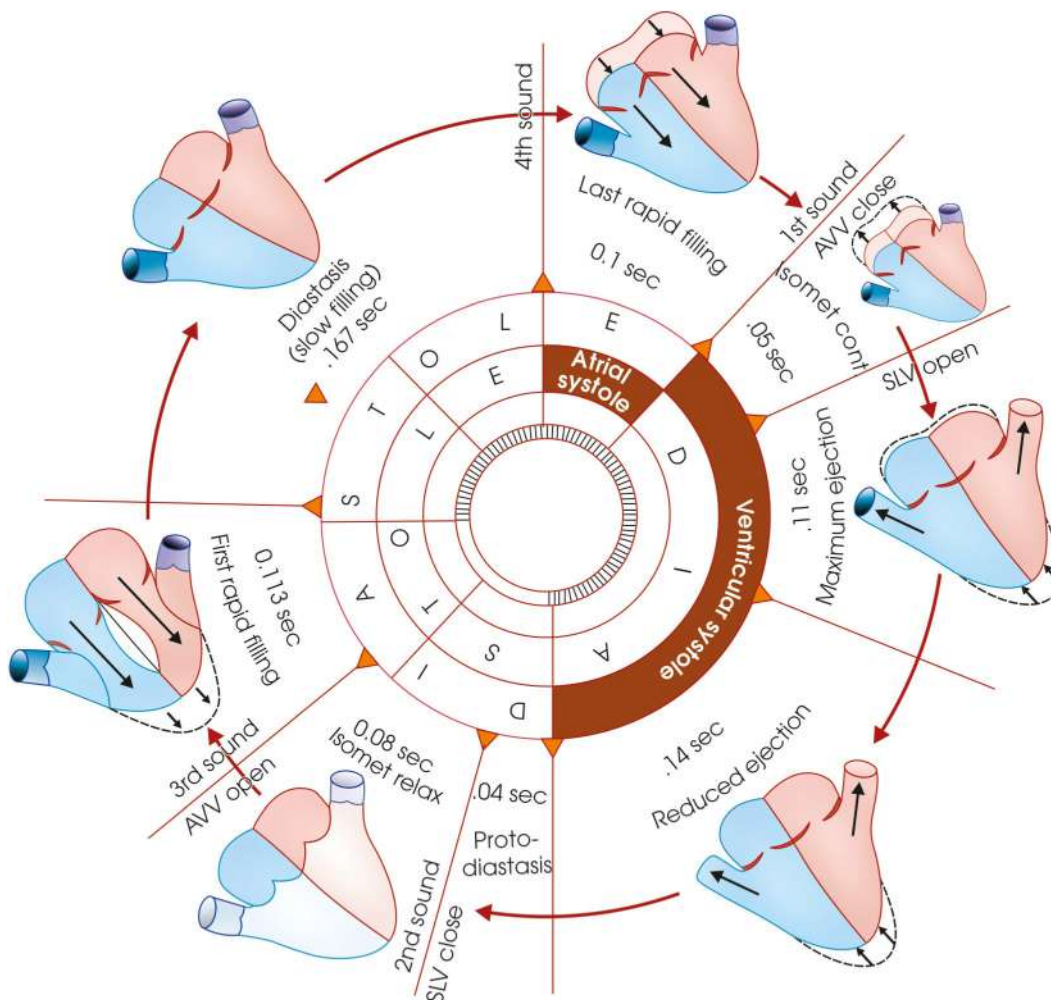 4th sound
Last rapid filling
0.1 sec
1st sound
AVV close
Isomet cont
.05 sec
SLV open
Maximum ejection
.11 sec
Reduced ejection
.14 sec
Proto-
diastasis
.04 sec
2nd sound
SLV close
0.08 sec
Isomet relax
3rd sound
AVV open
First rapid filling
0.113 sec
Diastasis
(slow filling)
.167 sec
Atrial
systole
Ventricular systole
DIASTOLE
DIASTOLE